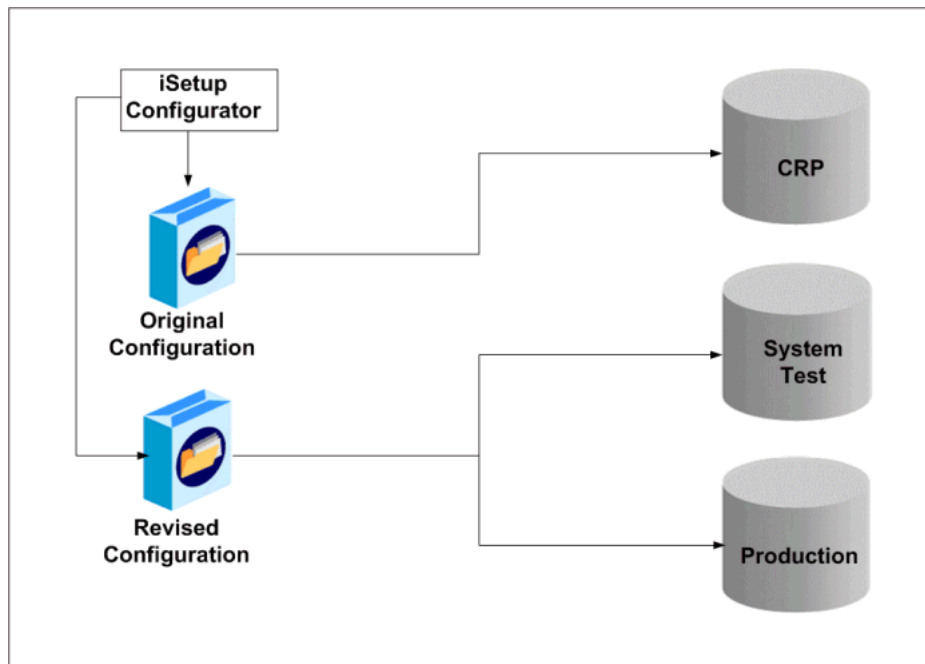 iSetup
Configurator
CRP
Original
Configuration
System
Test
Revised
Configuration
Production